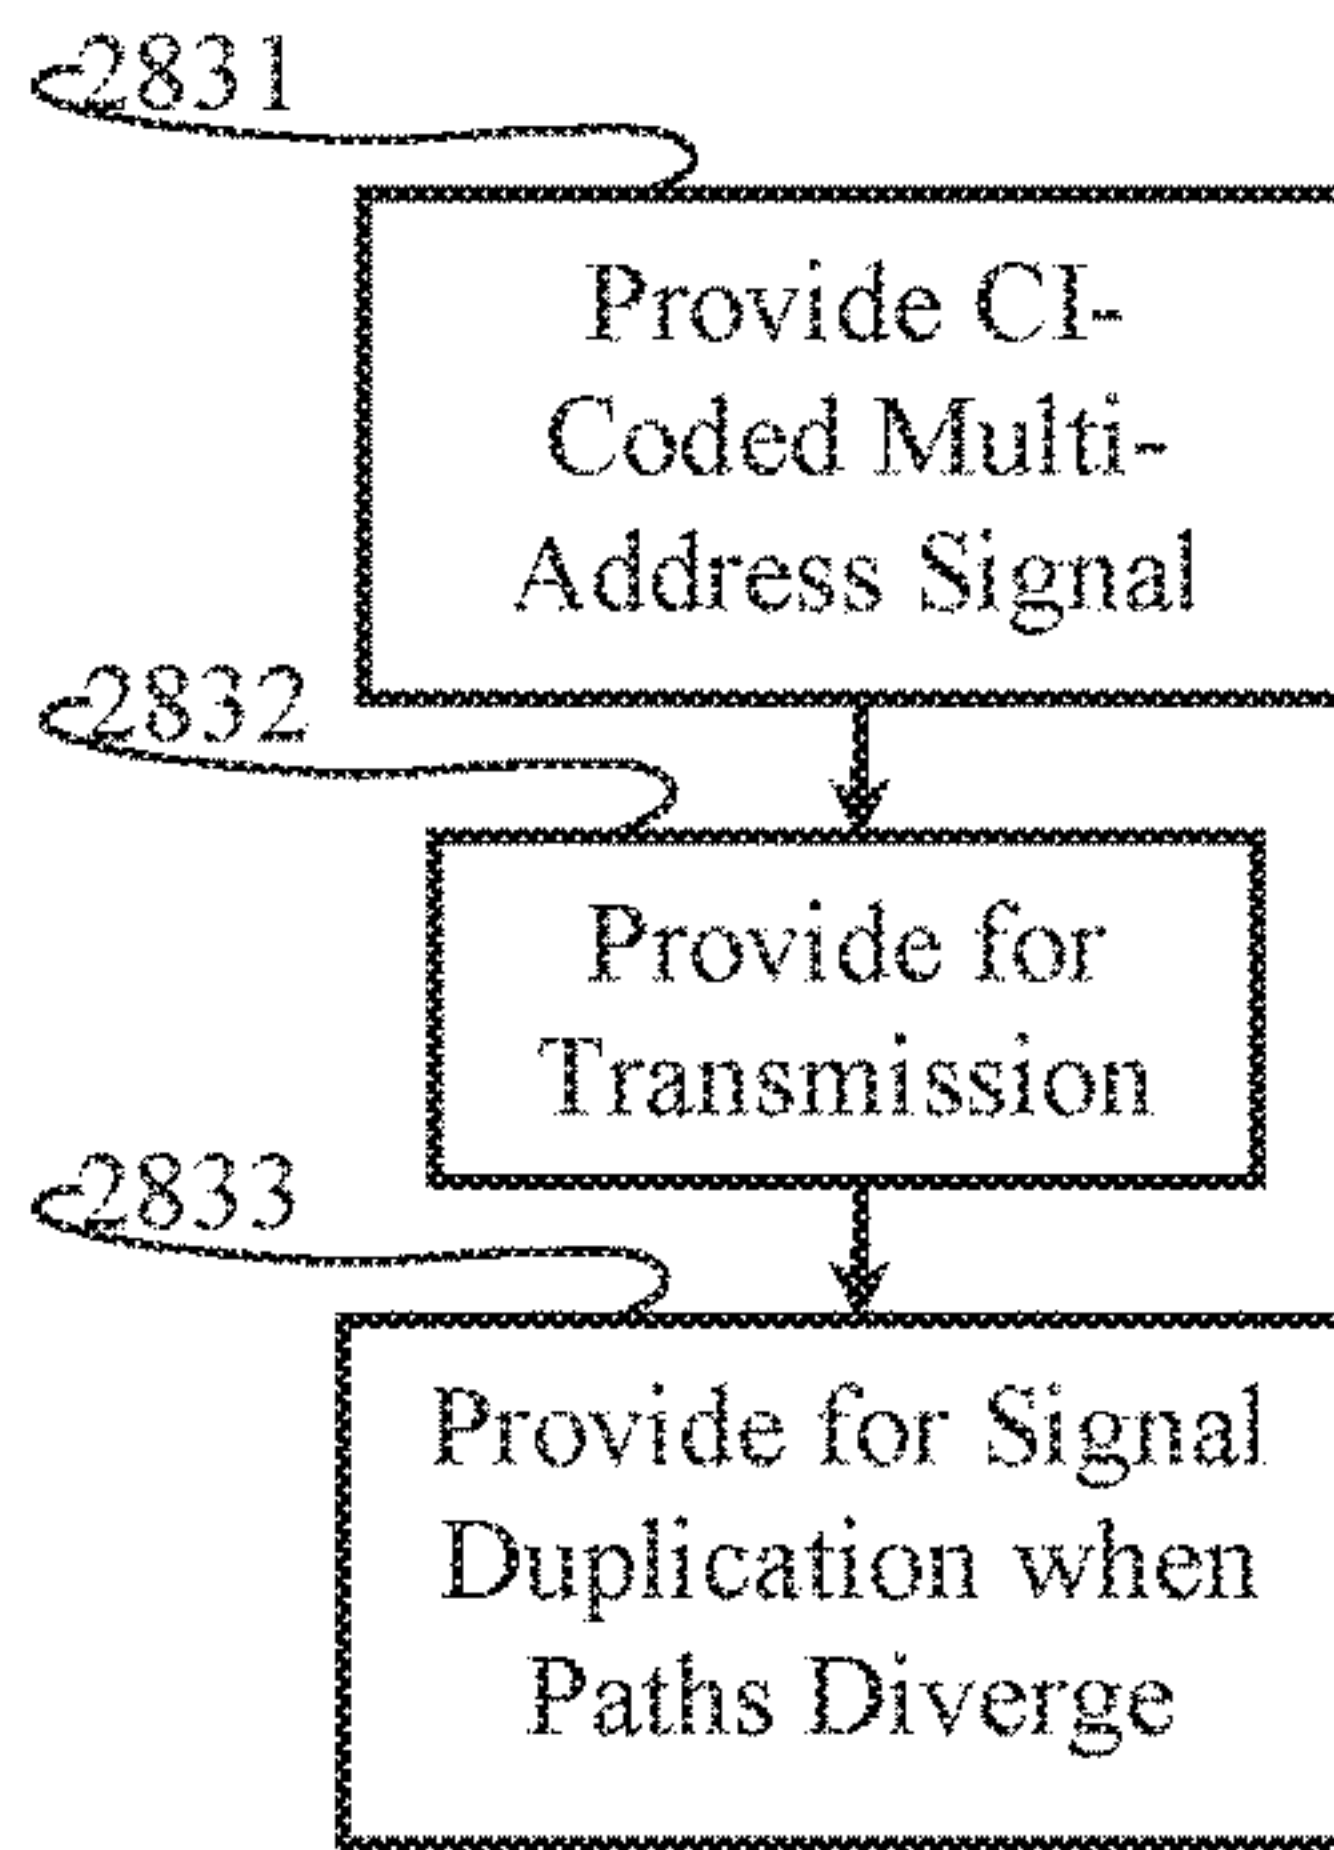 2831
Provide CI-
Coded Multi-
Address Signal
2832
Provide for
Transmission
2833
Provide for Signal
Duplication when
Paths Diverge